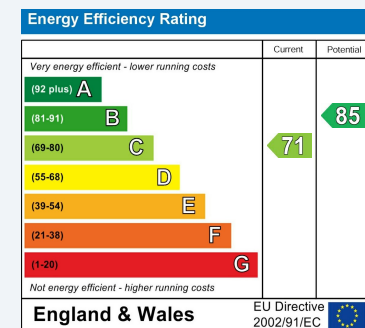 Energy Efficiency Rating
Current Potential
Very energy efficient - lower running costs
(92 plus) A
(81-91) B
(69-80) C
(55-68) D
(39-54) E
(21-38) F
(1-20) G
71
85
Not energy efficient - higher running costs
England & Wales
EU Directive
2002/91/EC